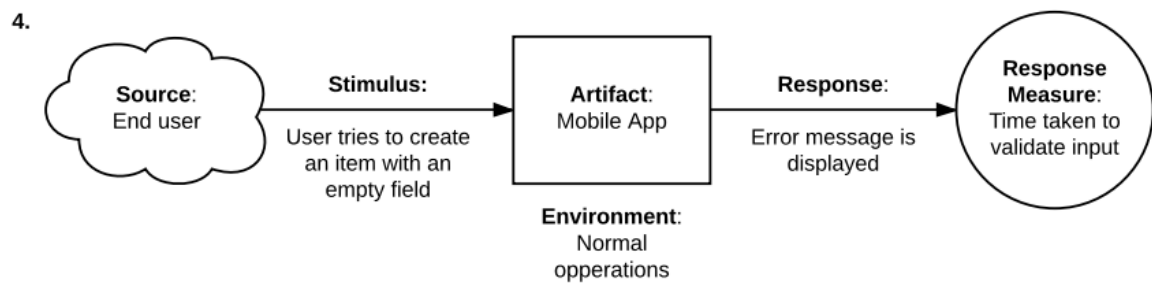 4.
Source:
End user
Stimulus:
User tries to create
an item with an
empty field
Artifact:
Mobile App
Environment:
Normal
opperations
Response:
Error message is
displayed
Response
Measure:
Time taken to
validate input